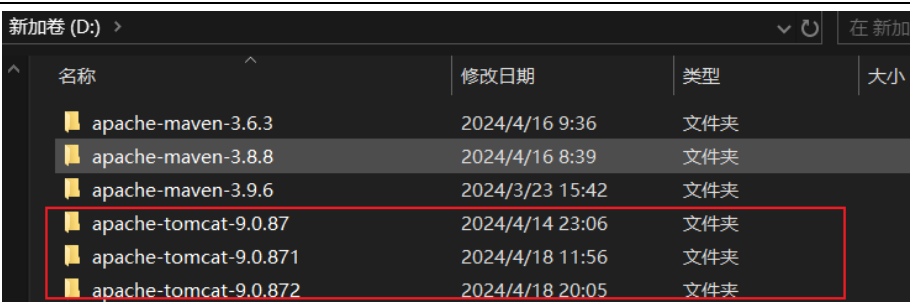 新加卷 (D:) >
在 新加
名称 修改日期 类型 大小
apache-maven-3.6.3 2024/4/16 9:36 文件夹
apache-maven-3.8.8 2024/4/16 8:39 文件夹
apache-maven-3.9.6 2024/3/23 15:42 文件夹
apache-tomcat-9.0.87 2024/4/14 23:06 文件夹
apache-tomcat-9.0.871 2024/4/18 11:56 文件夹
apache-tomcat-9.0.872 2024/4/18 20:05 文件夹